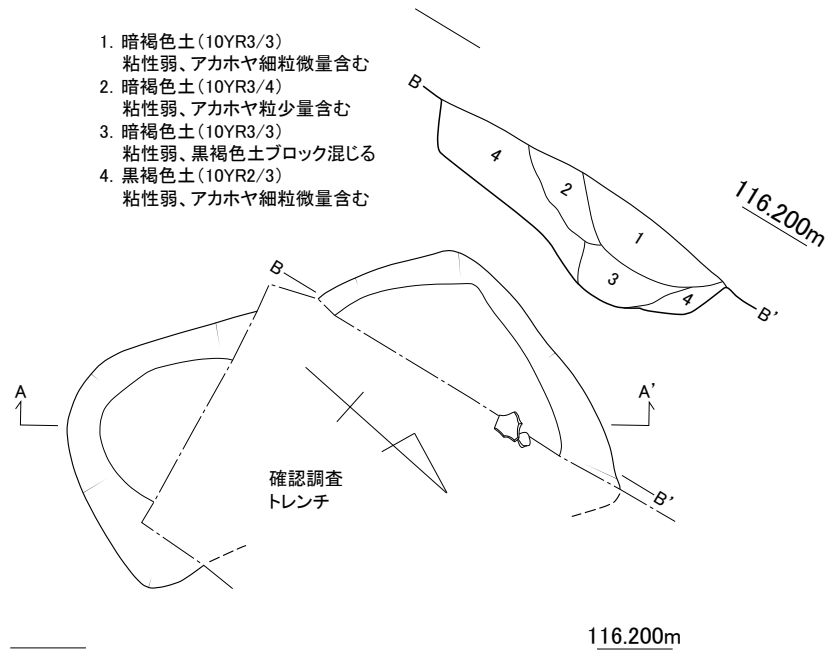 1. 暗褐色土(10YR3/3)
粘性弱、アカホヤ細粒微量含む
2. 暗褐色土(10YR3/4)
粘性弱、アカホヤ粒少量含む
3. 暗褐色土(10YR3/3)
粘性弱、黒褐色土ブロック混じる
4. 黒褐色土(10YR2/3)
粘性弱、アカホヤ細粒微量含む
B
4
2
1
3
4
B'
116.200m
B
A
A'
確認調査
トレンチ
B'
116.200m